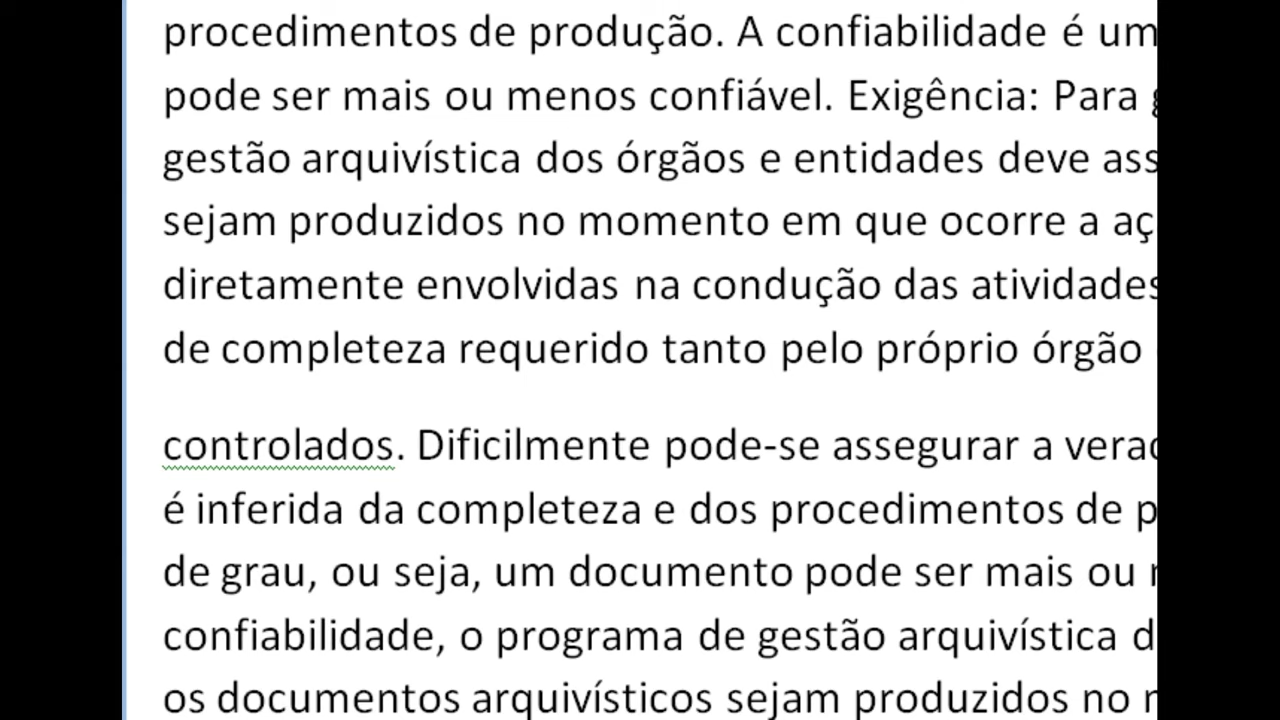 procedimentos de produção. A confiabilidade é um
pode ser mais ou menos confiável. Exigência: Para
gestão arquivística dos órgãos e entidades deve
sejam produzidos no momento em que ocorre a
diretamente envolvidas na condução das atividades
de completeza requerido tanto pelo próprio órgão
controlados. Dificilmente pode-se assegurar a
é inferida da completeza e dos procedimentos de
de grau, ou seja, um documento pode ser mais ou
confiabilidade, o programa de gestão arquivística
os documentos arquivísticos sejam produzidos no